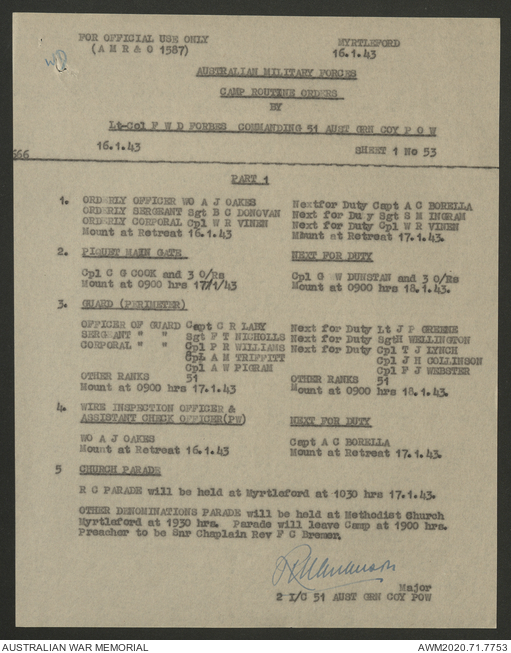 FOR OFFICIAL USE ONLY MYRTLEFORD
(A M R & O 1587) 16.1.43
AUSTRALIAN MILITARY FORCES
CAMP ROUTINE ORDERS
BY
Lt-Col F W D FORBES COMMANDING 51 AUST GRN COY P O W
16.1.43 SHEET 1 No 53
566
PART 1
1. ORDERLY OFFICER WO A J OAKES Nextfor Duty Capt A C BORELLA
ORDERLY SERGEANT Sgt B C DONOVAN Next for Du y Sgt S M INGRAM
ORDERLY CORPORAL Cpl W R VINEN Next for Duty Cpl W R VINEN
Mount at Retreat 16.1.43 Mount at Retreat 17.1.43.
2. PIQUET MAIN GATE NEXT FOR DUTY
Cpl C G COOK and 3 O/Rs Cpl G W DUNSTAN and 3 O/Rs
Mount at 0900 hrs 17/1/43 Mount at 0900 hrs 18.1.43.
3. GUARD (PERIMETER)
OFFICER OF GUARD Capt C R LADY Next for Duty Lt J P GREENE
SERGEANT " " Sgt F T NICHOLLS Next for Duty SgtH WELLINGTON
CORPORAL " " Cpl P R WILLIAMS Next for Duty Cpl T J LYNCH
Cpl A M TRIFFITT Cpl J H COLLINSON
Cpl A W PIGRAM Cpl F J WEBSTER
OTHER RANKS 51 OTHER RANKS 51
Mount at 0900 hrs 17.1.43 Mount at 0900 hrs 18.1.43.
4. WIRE INSPECTION OFFICER &
ASSISTANT CHECK OFFICER(PW) NEXT FOR DUTY
WO A J OAKES Capt A C BORELLA
Mount at Retreat 16.1.43 Mount at Retreat 17.1.43.
5 CHURCH PARADE
R C PARADE will be held at Myrtleford at 1030 hrs 17.1.43.
OTHER DENOMINATIONS PARADE will be held at Methodist Church
Myrtleford at 1930 hrs. Parade will leave Camp at 1900 hrs.
Preacher to be Snr Chaplain Rev F C Bremer.
Major
2 I/C 51 AUST GRN COY POW
AUSTRALIAN WAR MEMORIAL AWM2020.71.7753